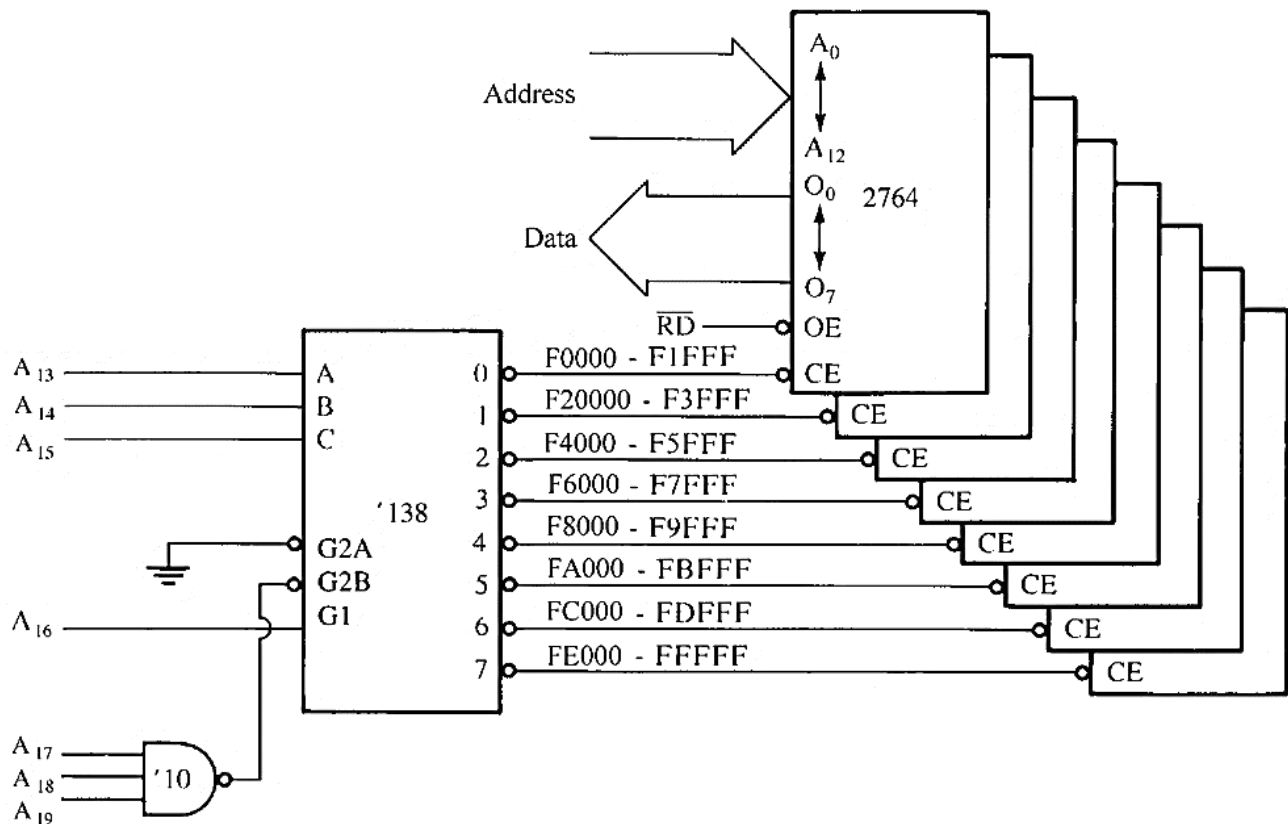 A0
Address
A12
O0
2764
Data
O7
RD
OE
A13
A
0
F0000 - F1FFF
CE
A14
B
1
F20000 - F3FFF
CE
A15
C
2
F4000 - F5FFF
CE
3
F6000 - F7FFF
CE
'138
4
F8000 - F9FFF
CE
G2A
5
FA000 - FBFFF
CE
G2B
A16
G1
6
FC000 - FDFFF
CE
7
FE000 - FFFFF
CE
A17
A18
'10
A19